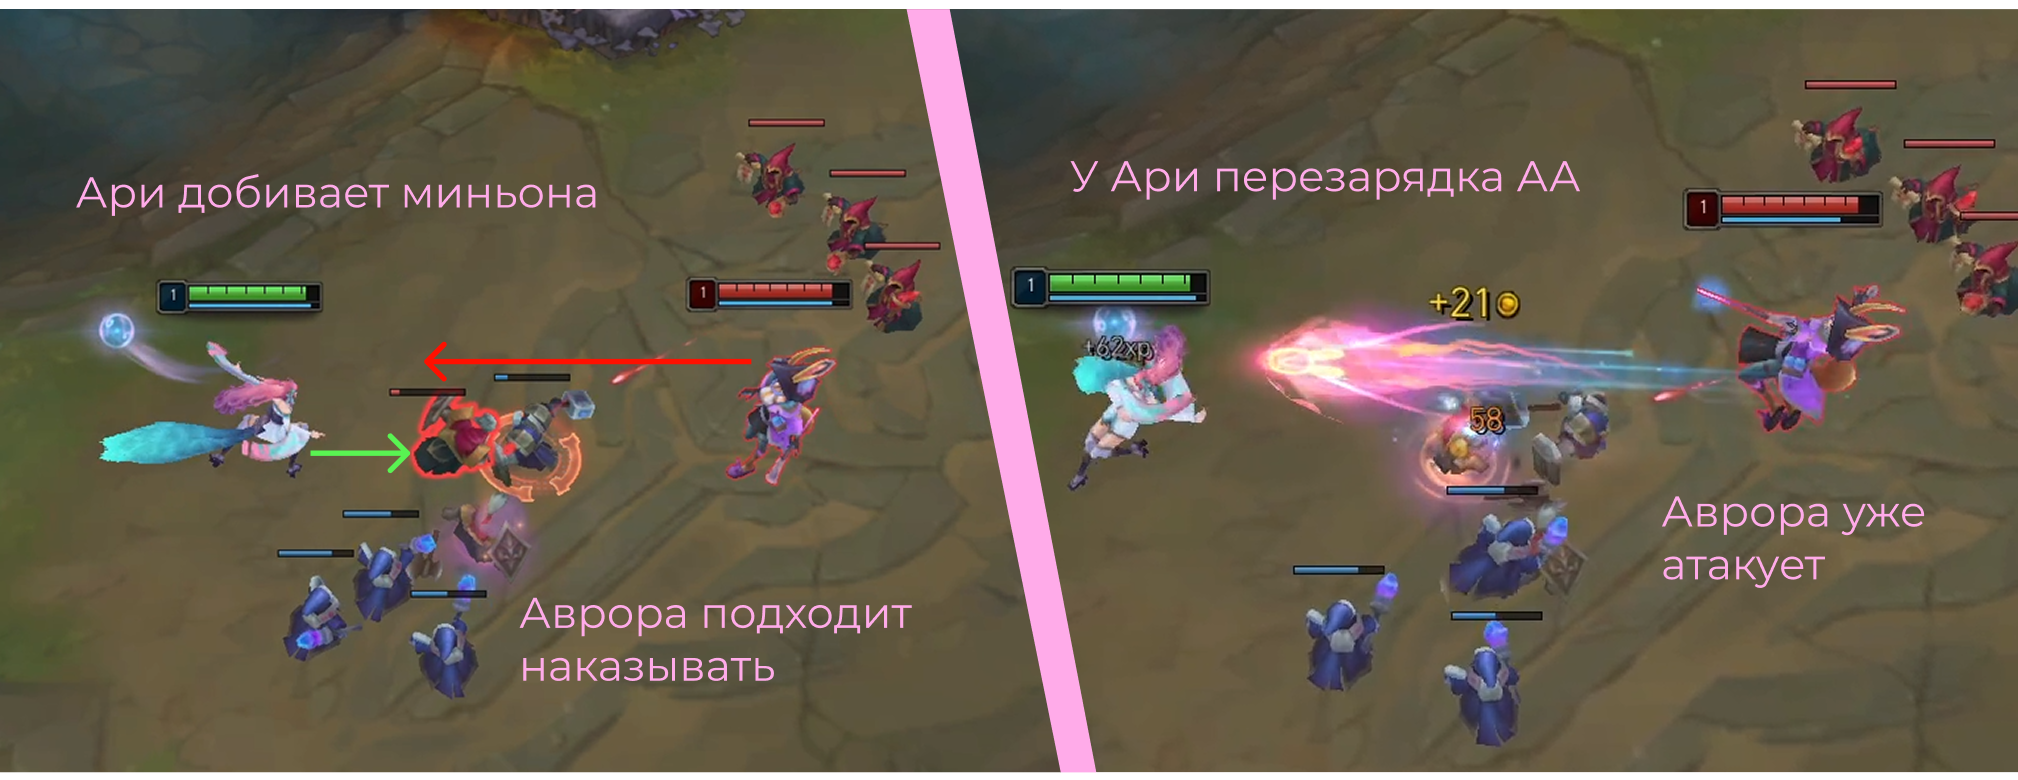 Ари добивает миньона
1
1
Аврора подходит
наказывать
У Ари перезарядка АА
1
1
+21
+62xp
58
Аврора уже
атакует